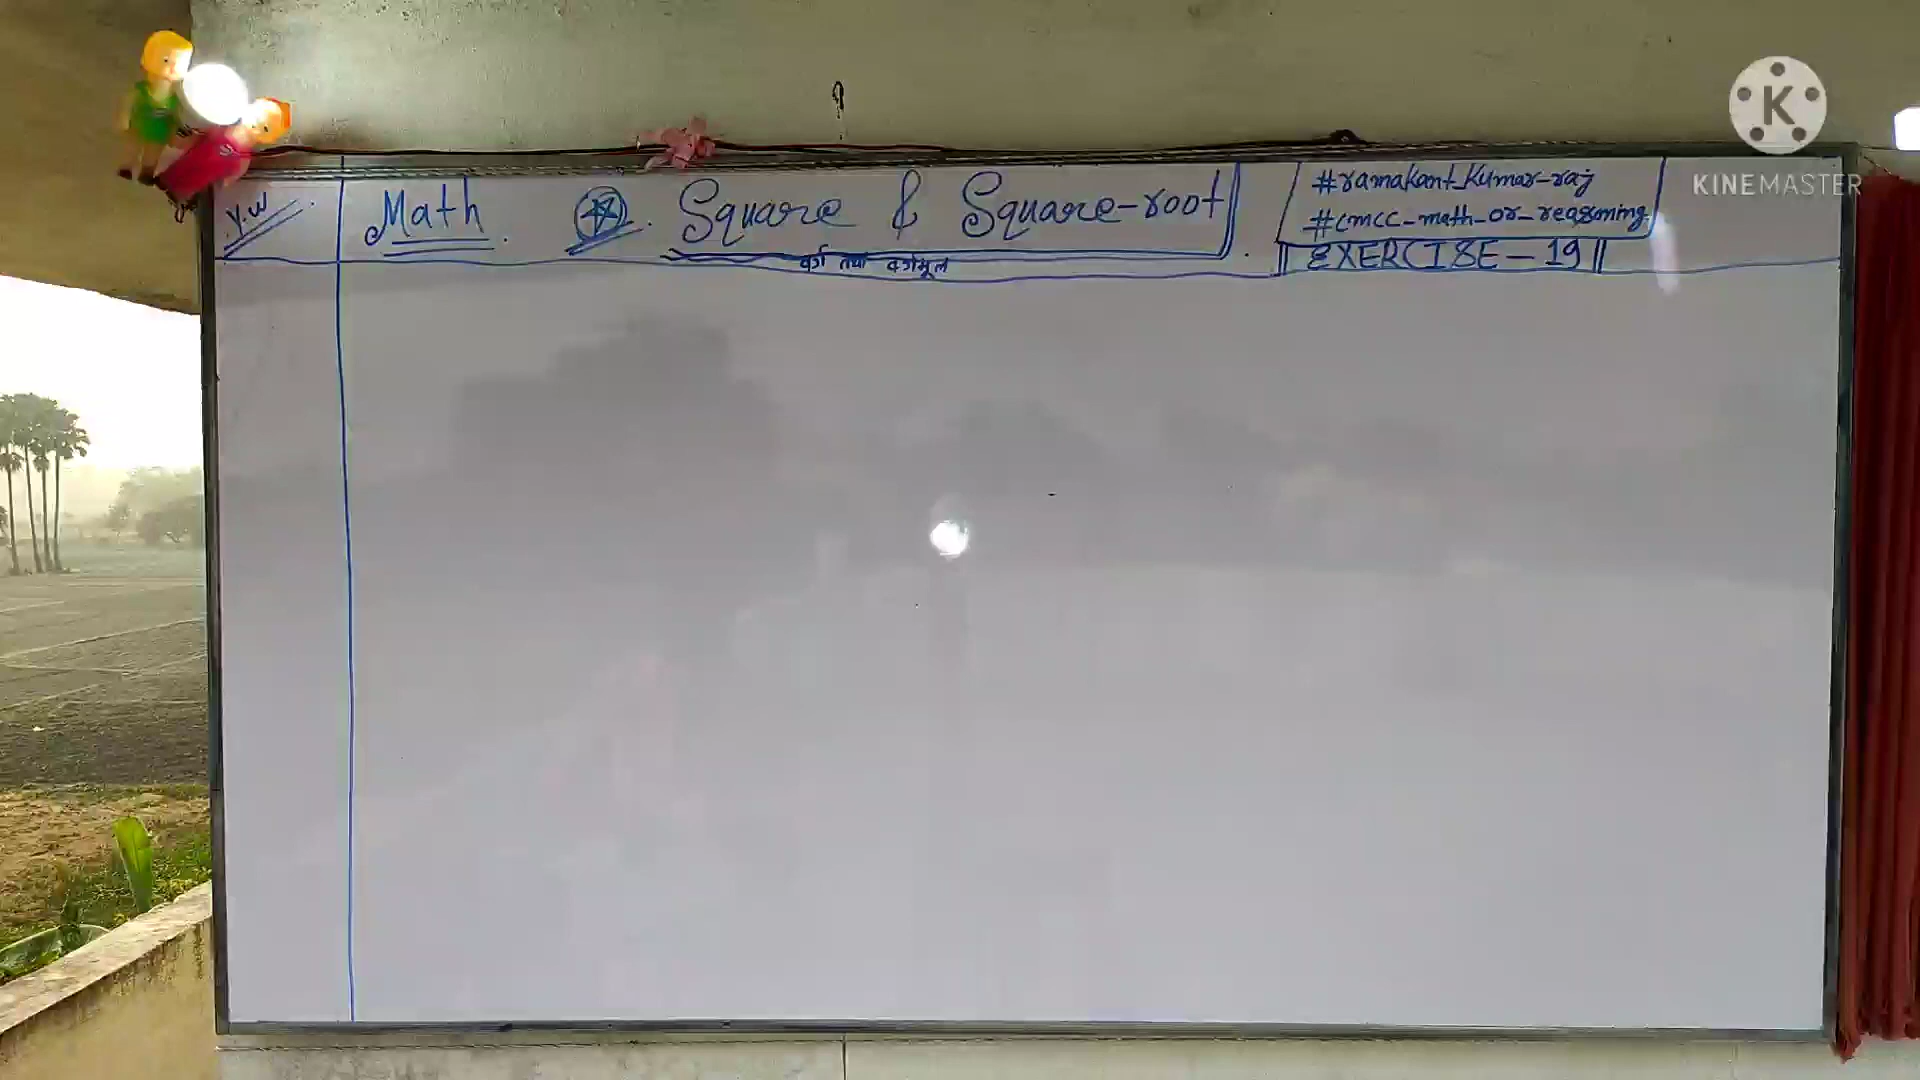 Y.W
Math
Square & Square-root
वर्ग तथा वर्गमूल
#ramakant_Kumar-raj
#cmcc-math-or-reasoning
EXERCISE - 19
K
KINEMASTER